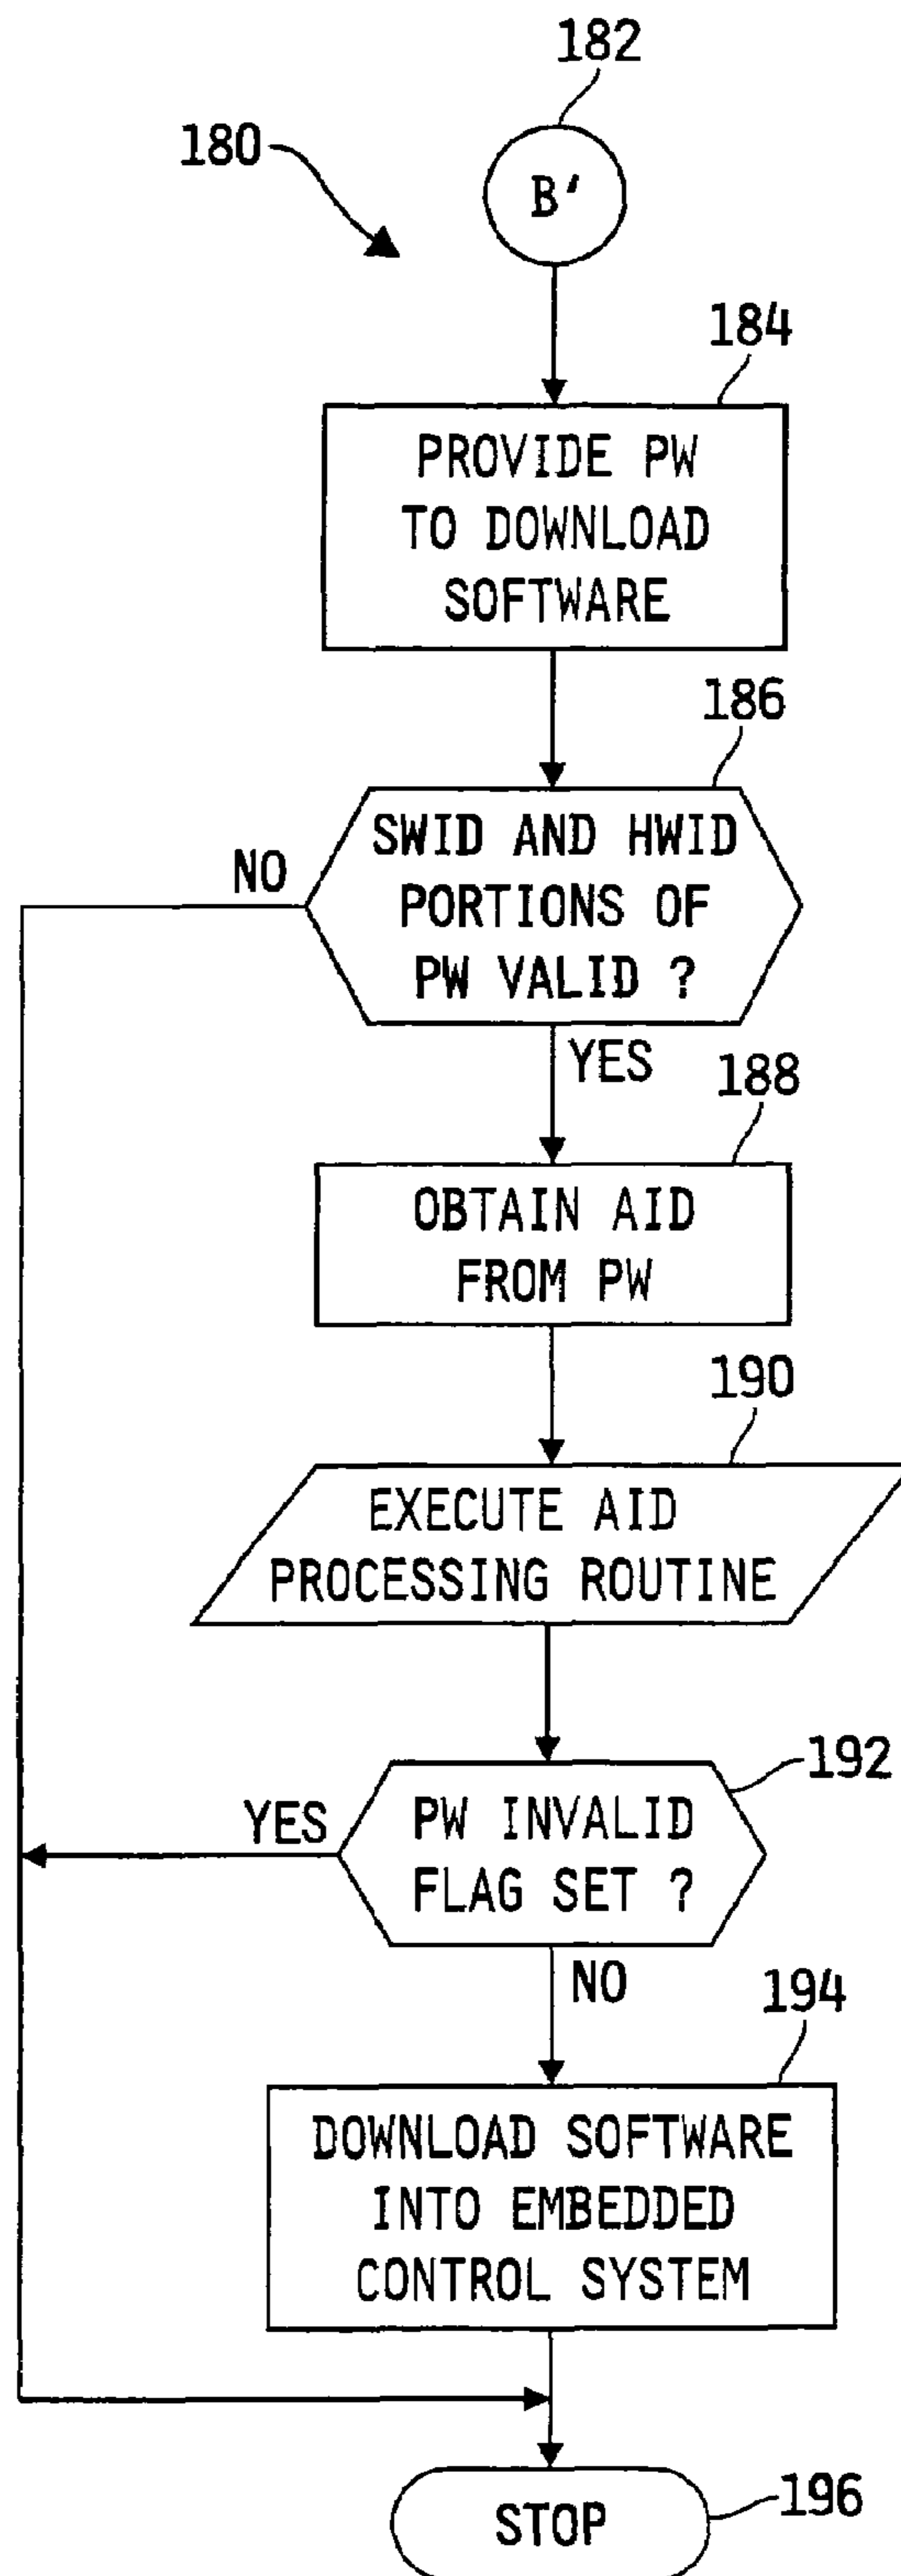 182
180
B'
184
PROVIDE PW
TO DOWNLOAD
SOFTWARE
186
SWID AND HWID
PORTIONS OF
PW VALID ?
NO
YES
188
OBTAIN AID
FROM PW
190
EXECUTE AID
PROCESSING ROUTINE
192
PW INVALID
FLAG SET ?
YES
NO
194
DOWNLOAD SOFTWARE
INTO EMBEDDED
CONTROL SYSTEM
STOP
196